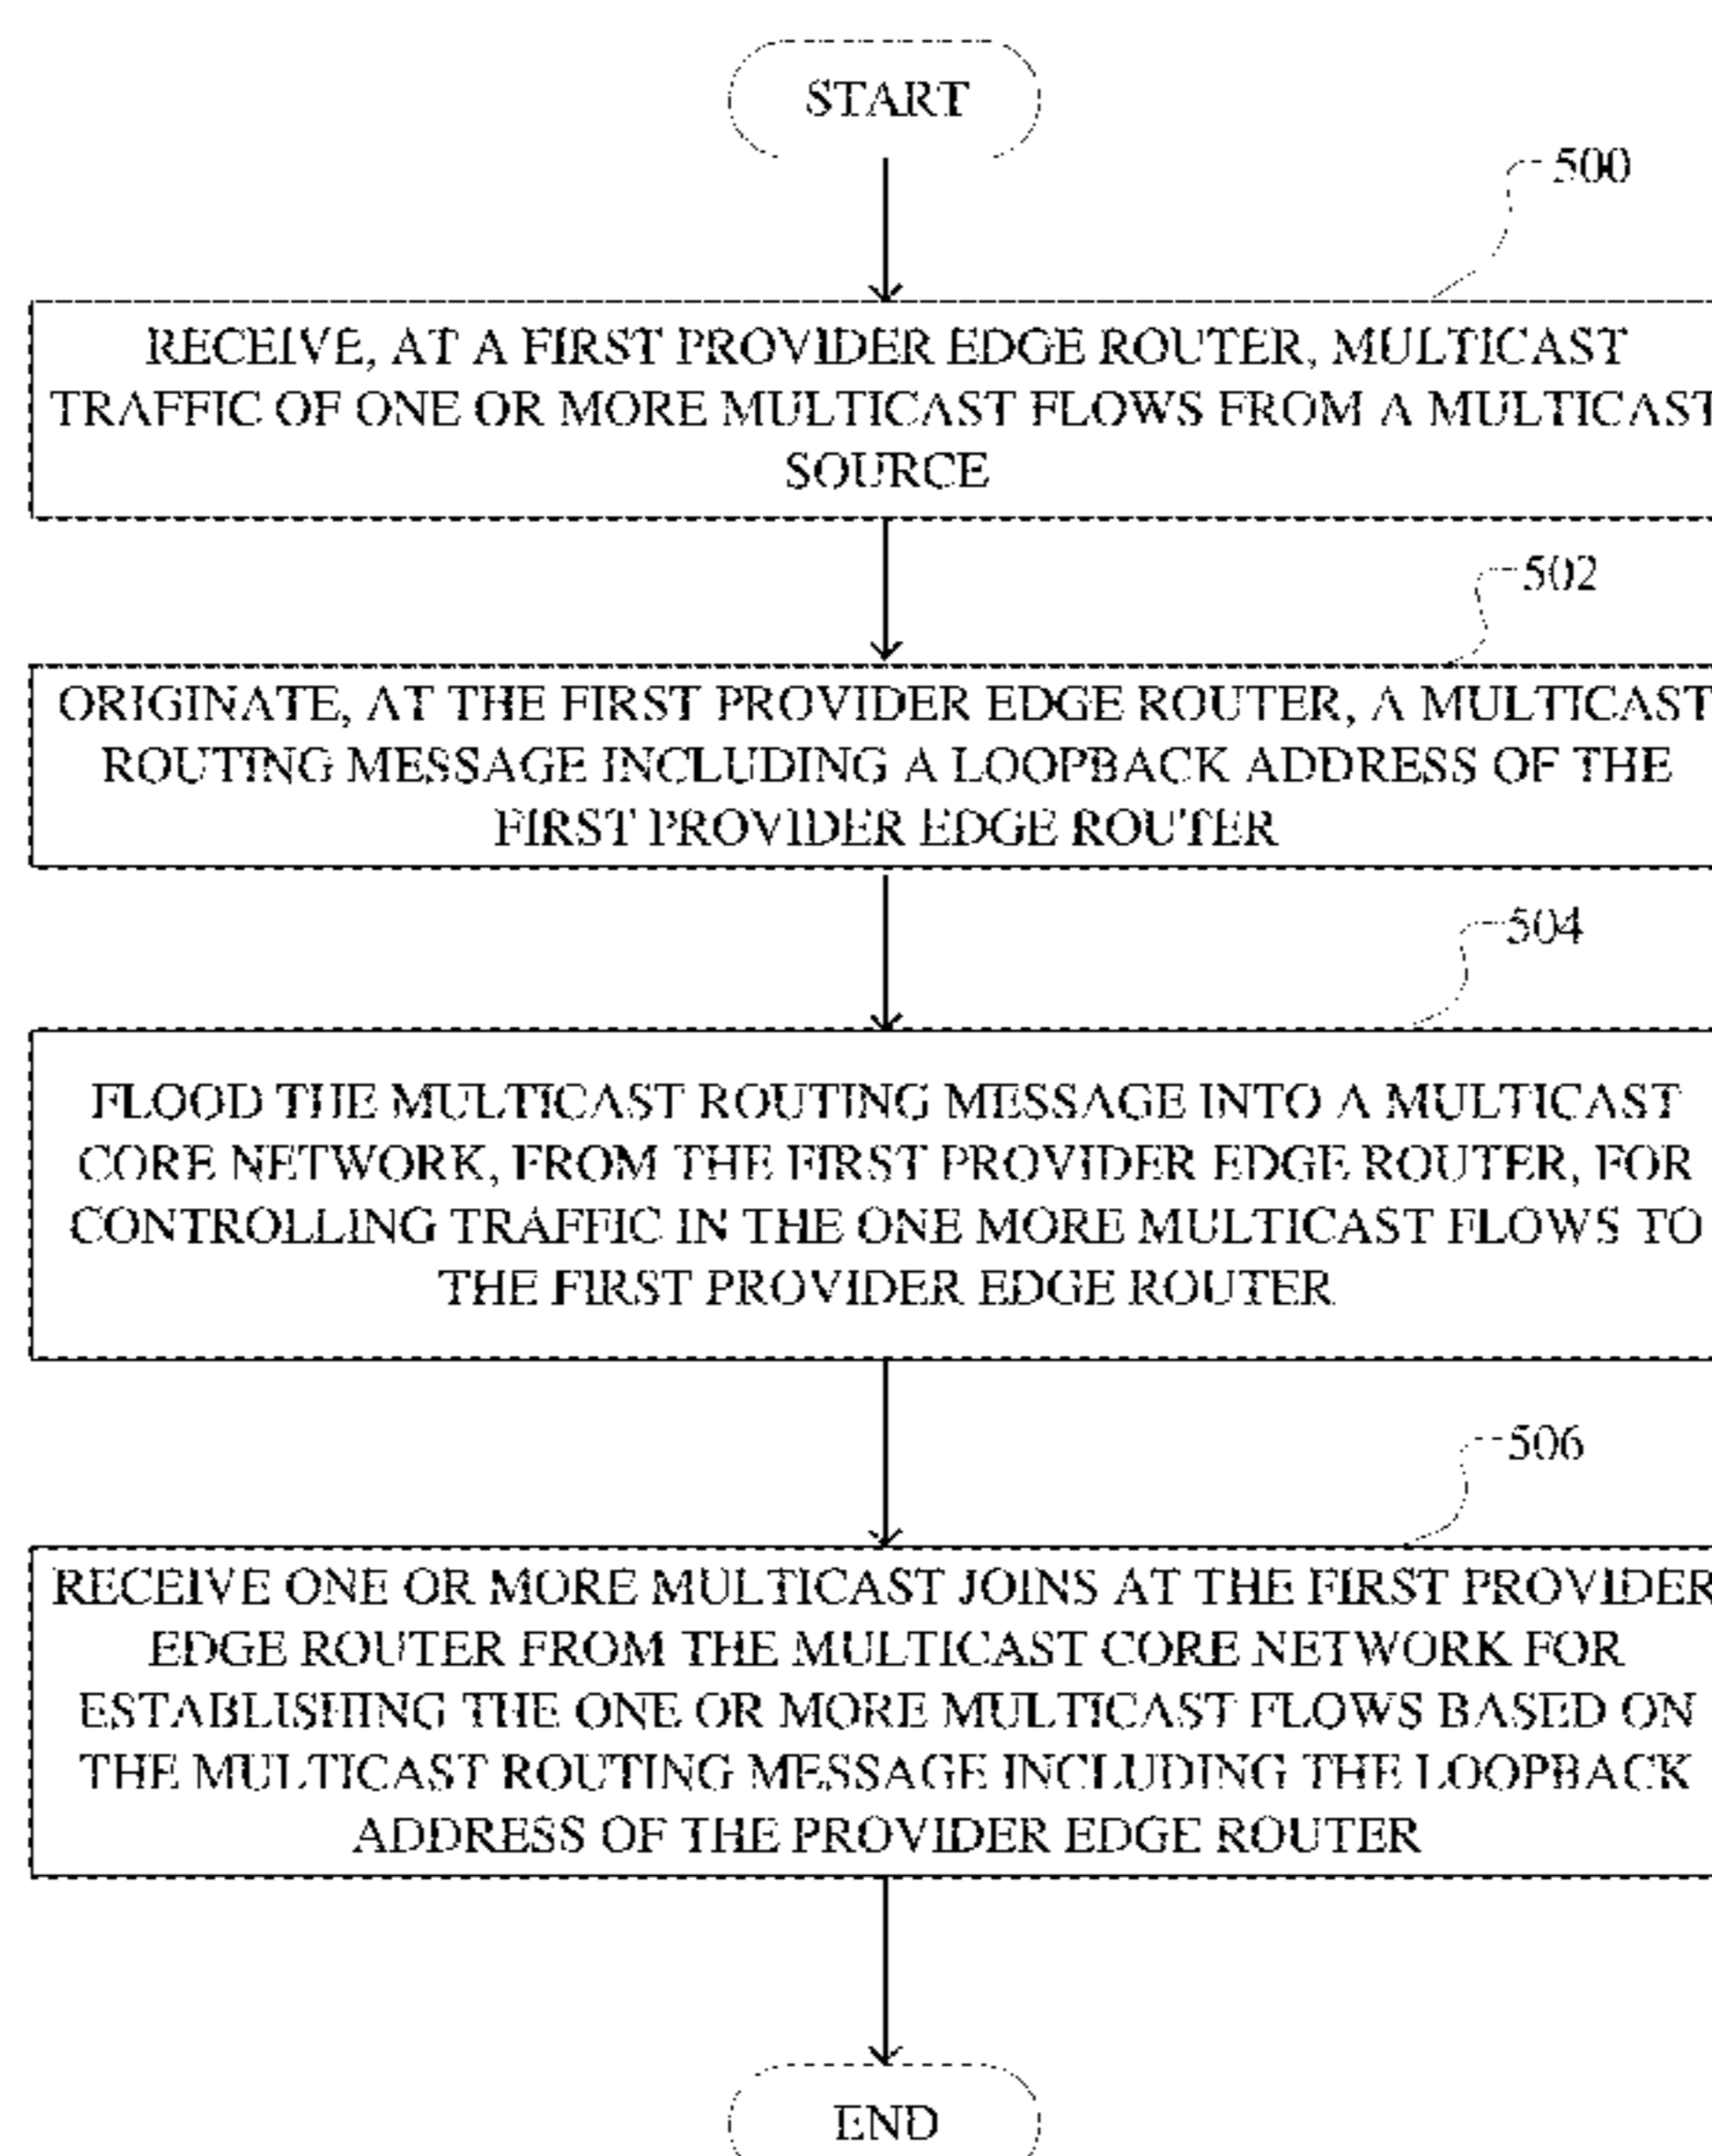 START
500
RECEIVE, AT A FIRST PROVIDER EDGE ROUTER, MULTICAST
TRAFFIC OF ONE OR MORE MULTICAST FLOWS FROM A MULTICAST
SOURCE
502
ORIGINATE, AT THE FIRST PROVIDER EDGE ROUTER, A MULTICAST
ROUTING MESSAGE INCLUDING A LOOPBACK ADDRESS OF THE
FIRST PROVIDER EDGE ROUTER
504
FLOOD THE MULTICAST ROUTING MESSAGE INTO A MULTICAST
CORE NETWORK, FROM THE FIRST PROVIDER EDGE ROUTER, FOR
CONTROLLING TRAFFIC IN THE ONE MORE MULTICAST FLOWS TO
THE FIRST PROVIDER EDGE ROUTER
506
RECEIVE ONE OR MORE MULTICAST JOINS AT THE FIRST PROVIDER
EDGE ROUTER FROM THE MULTICAST CORE NETWORK FOR
ESTABLISHING THE ONE OR MORE MULTICAST FLOWS BASED ON
THE MULTICAST ROUTING MESSAGE INCLUDING THE LOOPBACK
ADDRESS OF THE PROVIDER EDGE ROUTER
END